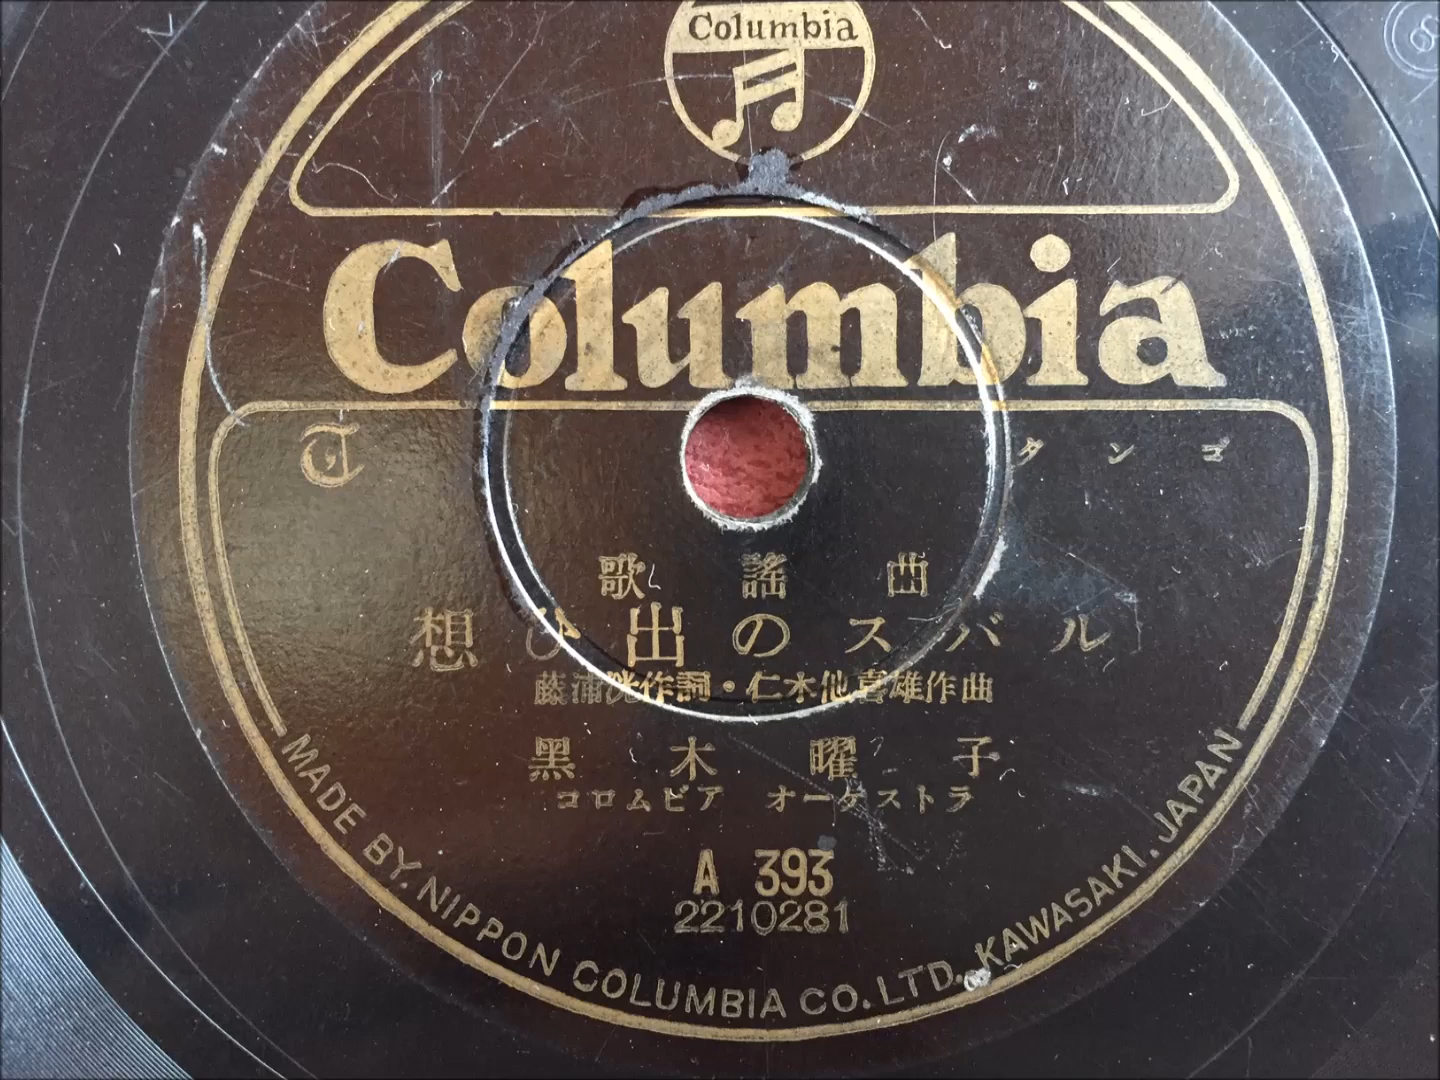 Columbia
Columbia
T タンゴ
歌謡曲
想ひ出のスバル
藤浦洸作詞・仁木他喜雄作曲
黒木曜子
コロムビア オーケストラ
A 393
2210281
MADE BY. NIPPON COLUMBIA CO. LTD. KAWASAKI. JAPAN